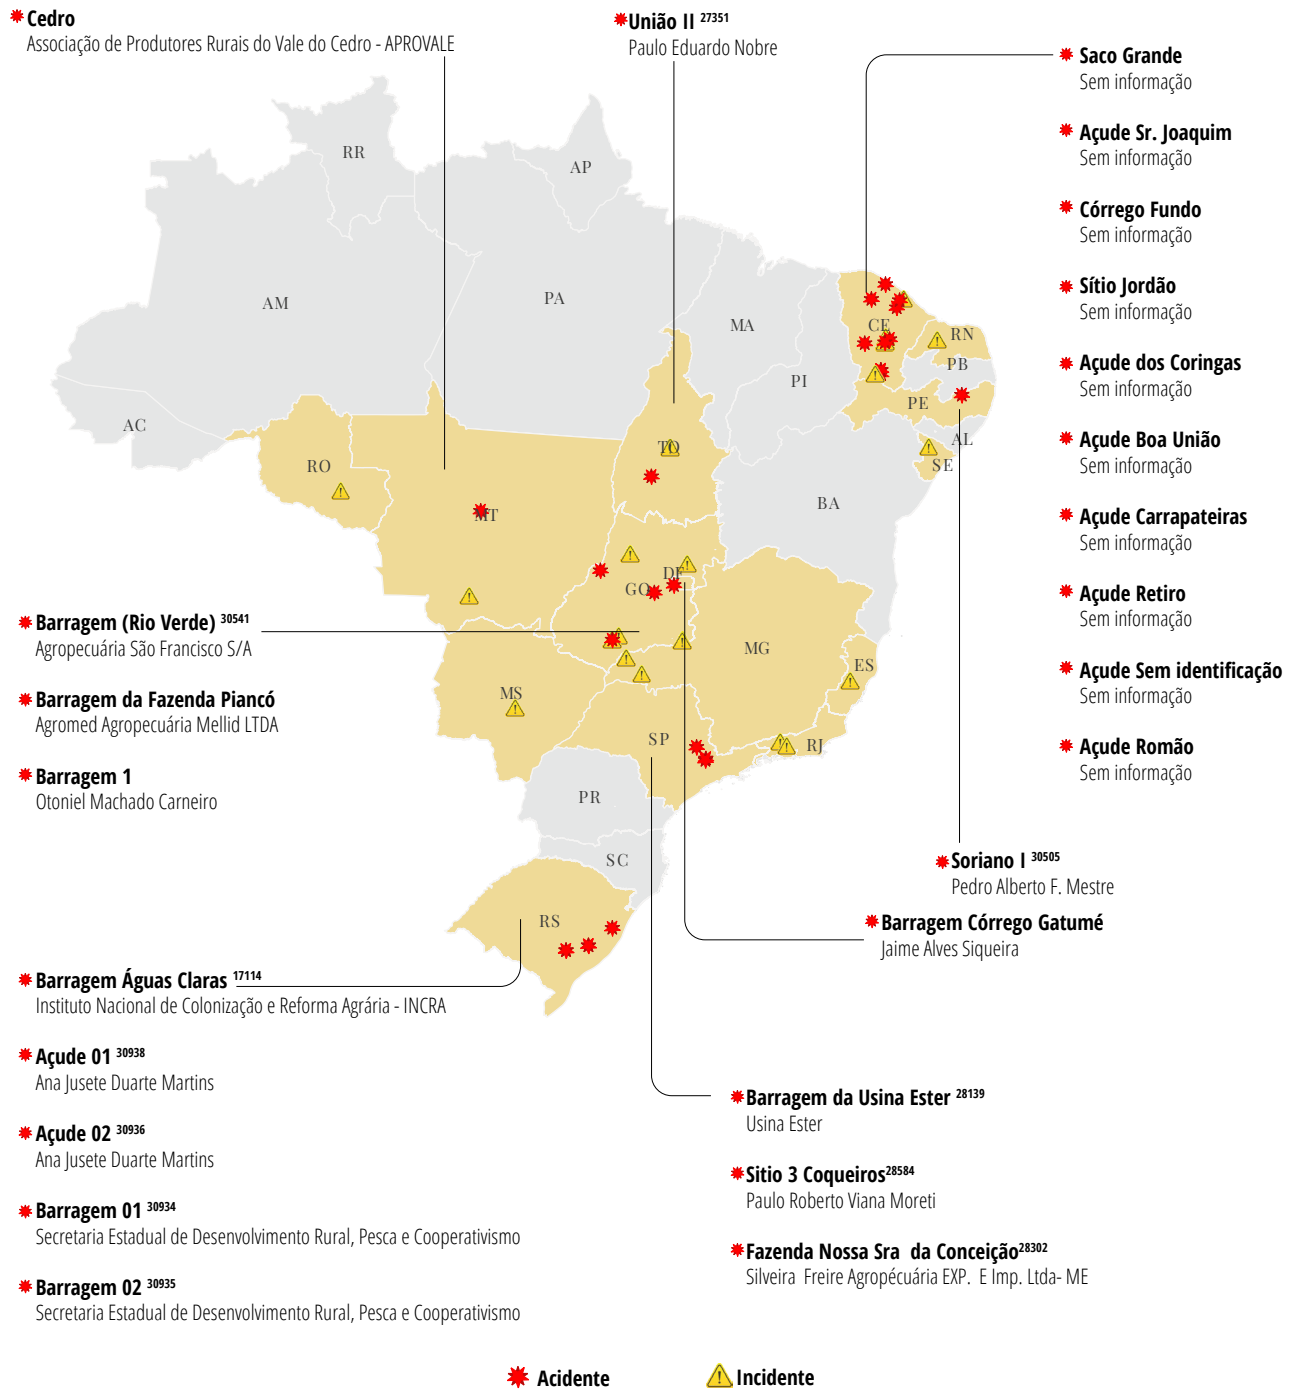 Cedro
Associação de Produtores Rurais do Vale do Cedro - APROVALE
União II 27351
Paulo Eduardo Nobre
Saco Grande
Sem informação
Açude Sr. Joaquim
Sem informação
Córrego Fundo
Sem informação
Sítio Jordão
Sem informação
Açude dos Coringas
Sem informação
Açude Boa União
Sem informação
Açude Carrapateiras
Sem informação
Açude Retiro
Sem informação
Açude Sem identificação
Sem informação
Açude Romão
Sem informação
RR
AP
AM
PA
MA
CE
RN
PB
PI
PE
AC
AL
TO
RO
SE
BA
MT
DF
GO
MG
ES
MS
SP
RJ
PR
SC
RS
Barragem (Rio Verde) 30541
Agropecuária São Francisco S/A
Barragem da Fazenda Piancó
Agromed Agropecuária Mellid LTDA
Barragem 1
Otoniel Machado Carneiro
Soriano I 30505
Pedro Alberto F. Mestre
Barragem Córrego Gatumé
Jaime Alves Siqueira
Barragem Águas Claras 17114
Instituto Nacional de Colonização e Reforma Agrária - INCRA
Açude 01 30938
Ana Jusete Duarte Martins
Açude 02 30936
Ana Jusete Duarte Martins
Barragem 01 30934
Secretaria Estadual de Desenvolvimento Rural, Pesca e Cooperativismo
Barragem 02 30935
Secretaria Estadual de Desenvolvimento Rural, Pesca e Cooperativismo
Barragem da Usina Ester 28139
Usina Ester
Sitio 3 Coqueiros28584
Paulo Roberto Viana Moreti
Fazenda Nossa Sra da Conceição28302
Silveira Freire Agropécuária EXP. E Imp. Ltda- ME
Acidente
Incidente